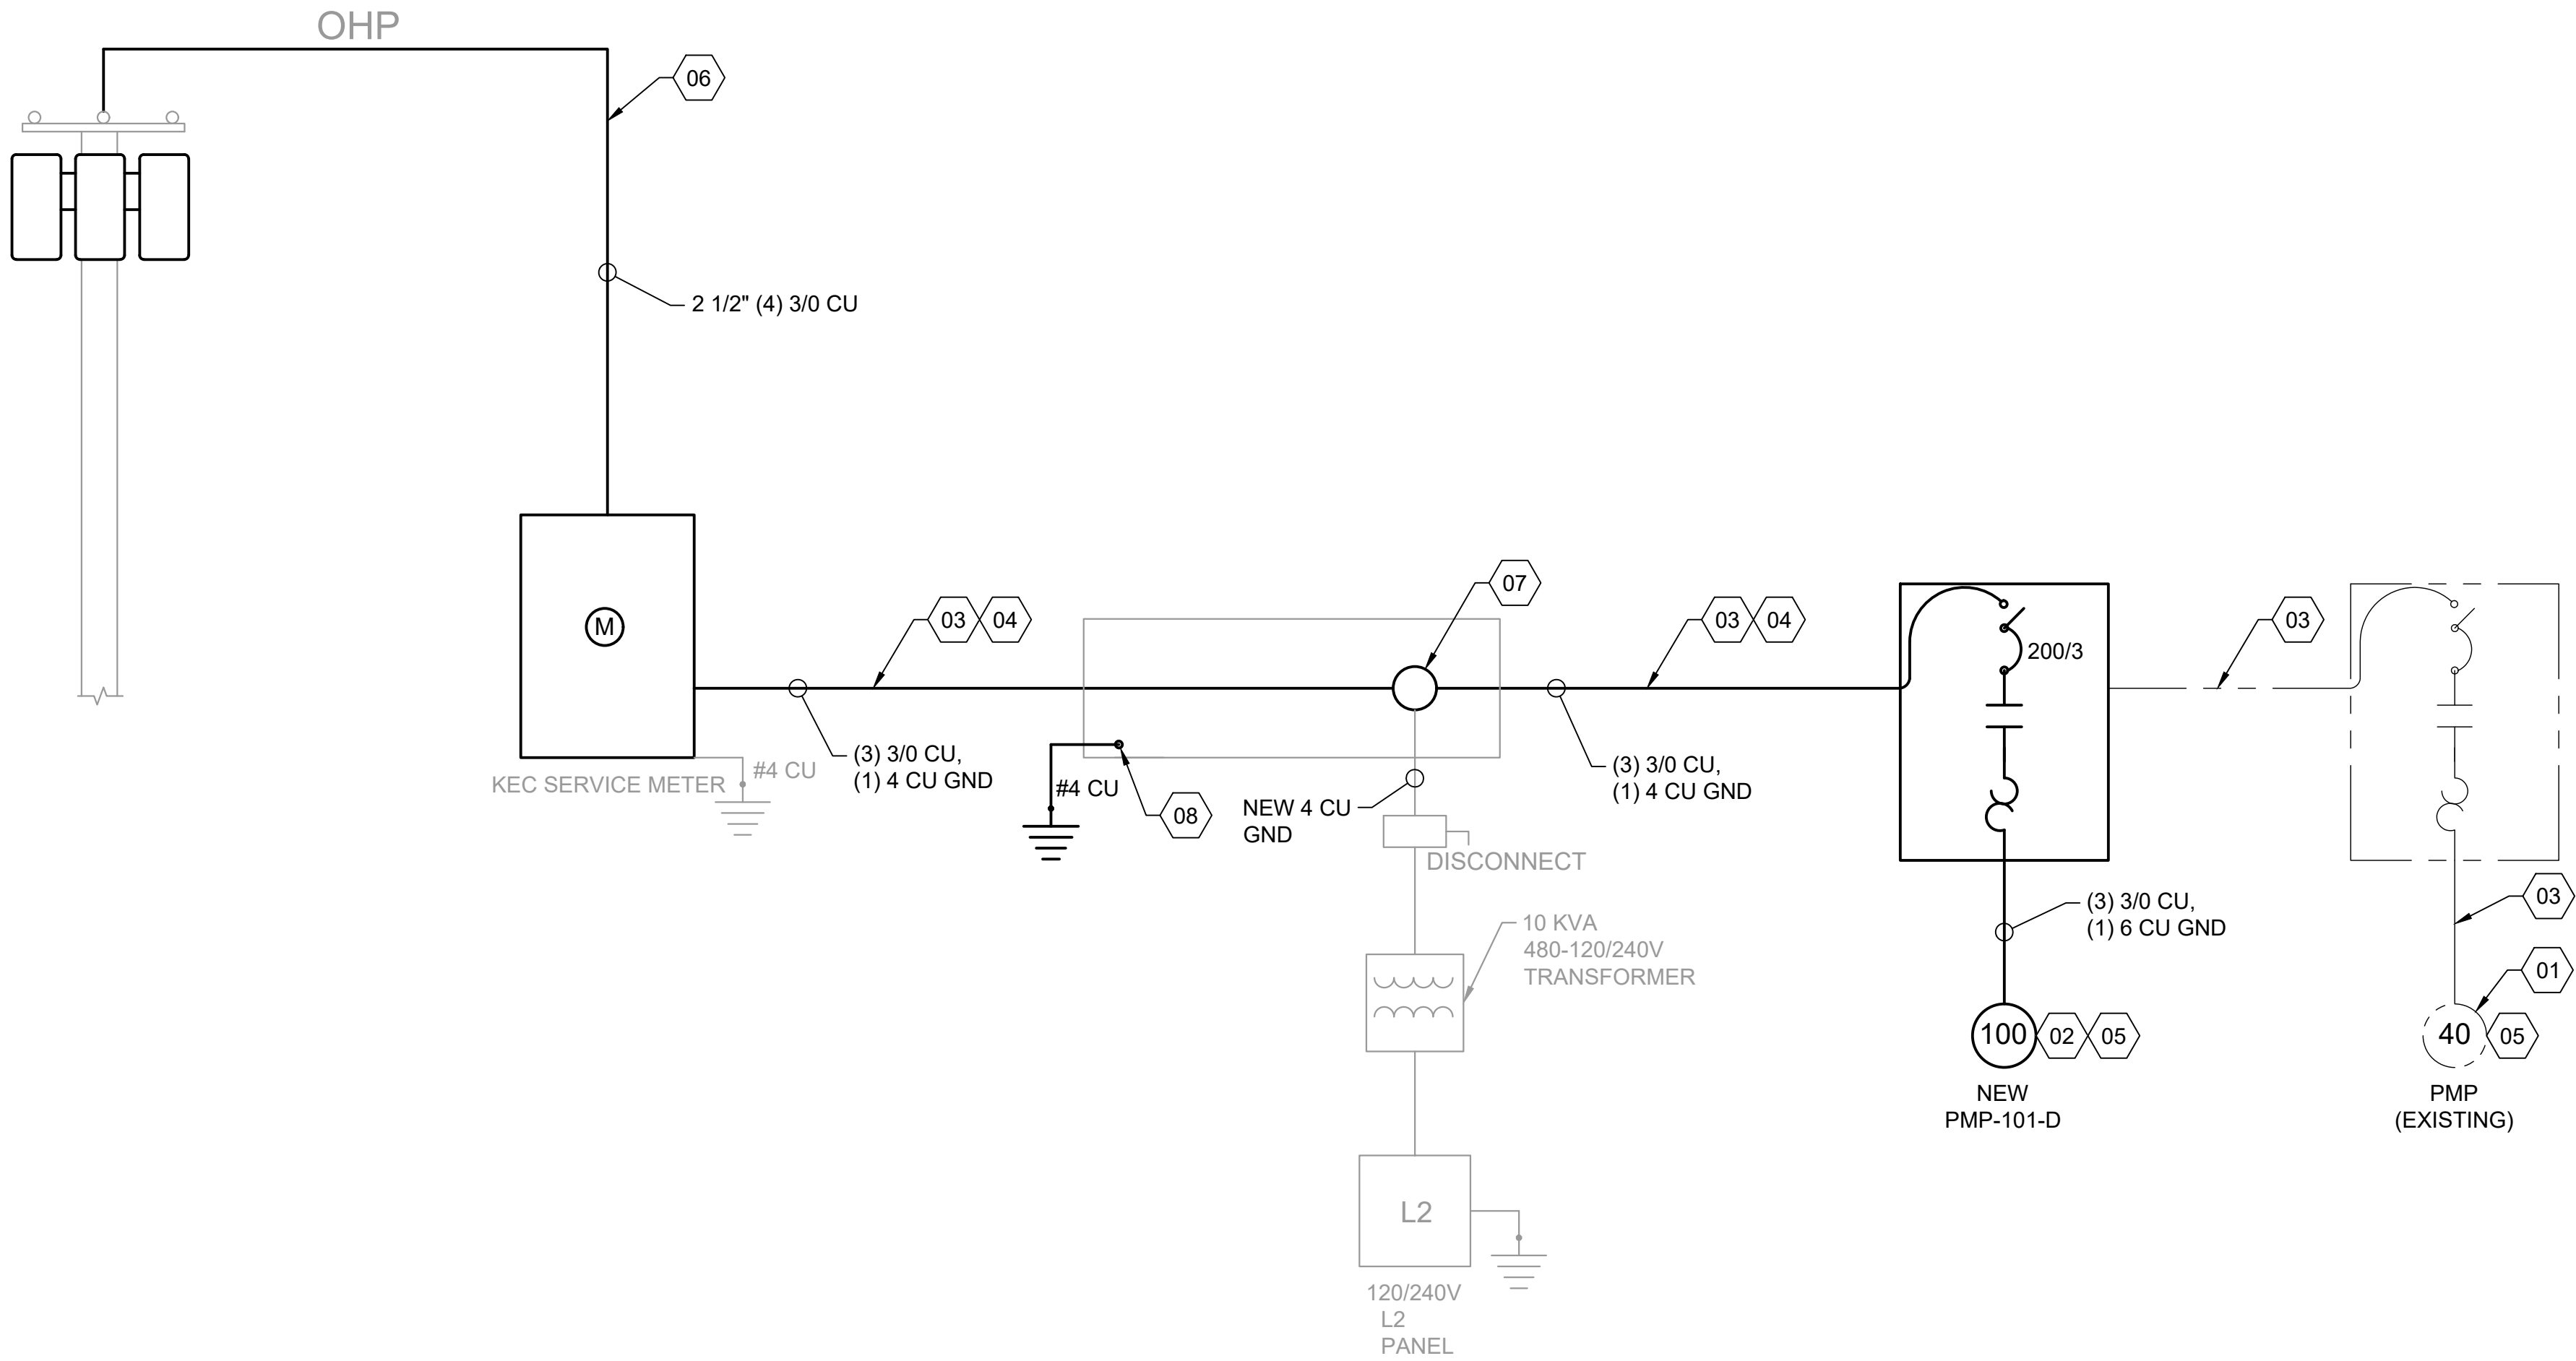 OHP
06
2 1/2" (4) 3/0 CU
M
KEC SERVICE METER
#4 CU
03 04
(3) 3/0 CU,
(1) 4 CU GND
#4 CU
08
07
NEW 4 CU
GND
DISCONNECT
10 KVA
480-120/240V
TRANSFORMER
L2
120/240V
L2
PANEL
03 04
(3) 3/0 CU,
(1) 4 CU GND
200/3
(3) 3/0 CU,
(1) 6 CU GND
100 02 05
NEW
PMP-101-D
03
03
01
40 05
PMP
(EXISTING)